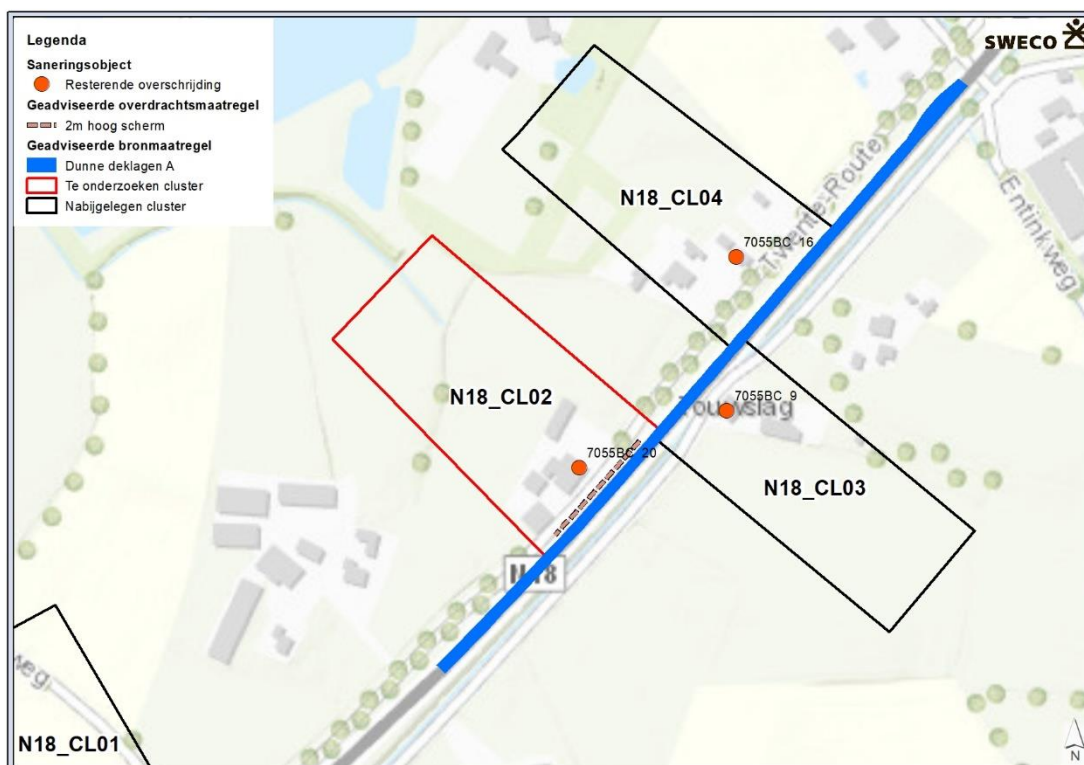 Legenda
SWECO
Saneringsobject
Resterende overschrijding
Geadviseerde overdrachtsmaatregel
2m hoog scherm
Geadviseerde bronmaatregel
Dunne deklagen A
Te onderzoeken cluster
Nabijgelegen cluster
Twente-Route
Entinkweg
N18_CL04
7055BC_16
N18_CL02
7055BC_9
Touwslag
7055BC_20
N18_CL03
N18
weg
N18_CL01
N